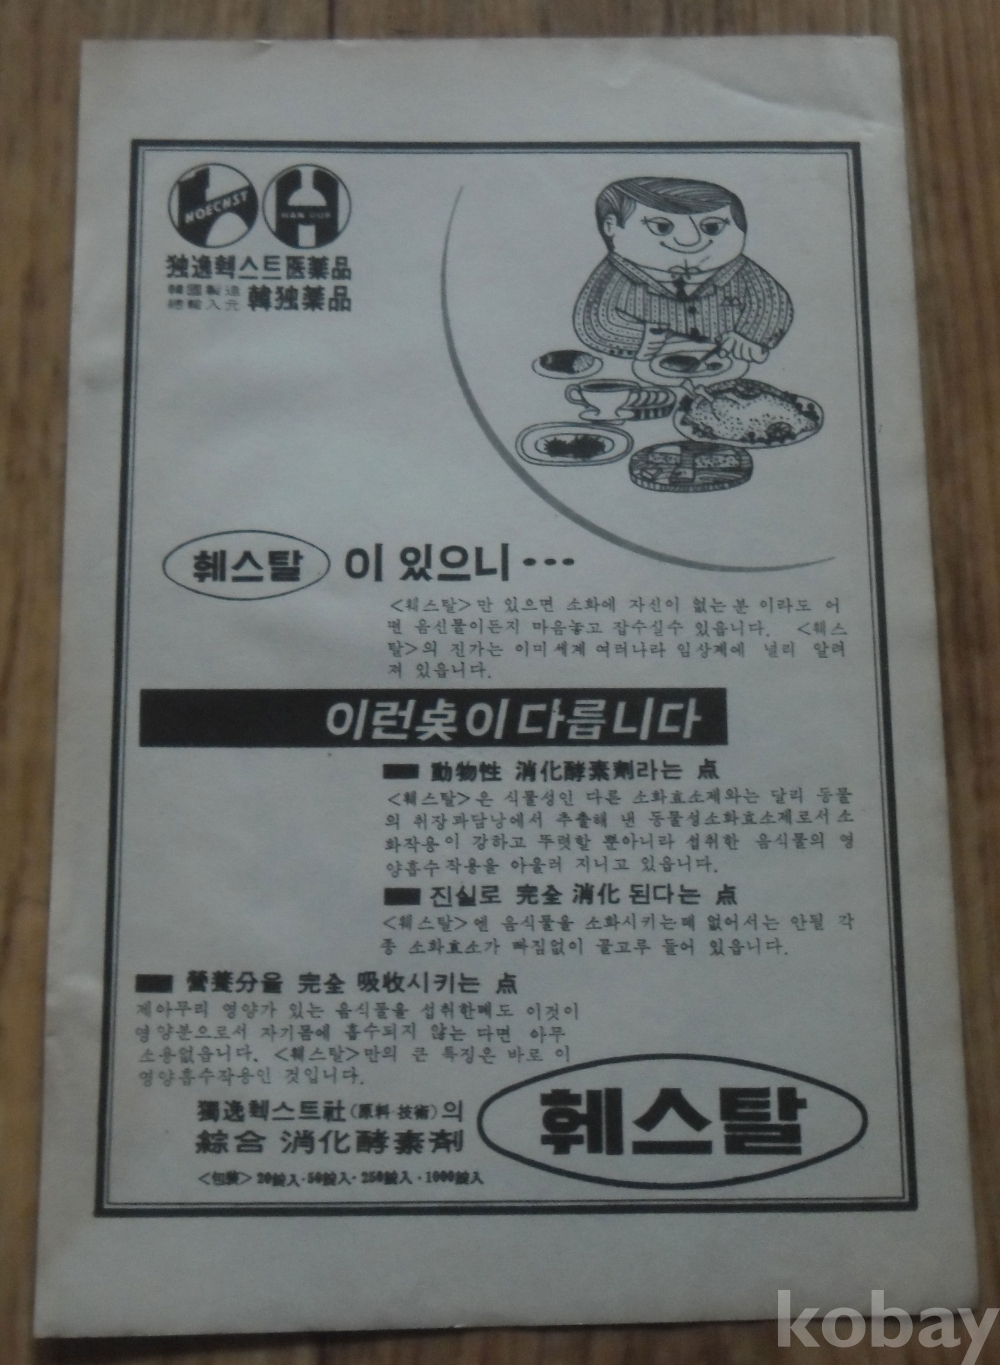 HOECHST
HAN DOK
独逸훽스트医薬品
韓國製造
總輸入元 韓独薬品
훼스탈 이 있으니···
<훼스탈>만 있으면 소화에 자신이 없는분 이라도 어
떤 음식물이든지 마음놓고 잡수실수 있읍니다. <훼스
탈>의 진가는 이미세계 여러나라 임상계에 널리 알려
져 있읍니다.
이런点이다릅니다
動物性 消化酵素劑라는 点
<훼스탈>은 식물성인 다른 소화효소제와는 달리 동물
의 취장과담낭에서 추출해 낸 동물성소화효소제로서소
화작용이 강하고 뚜렷할 뿐아니라 섭취한 음식물의 영
양흡수작용을 아울러 지니고 있읍니다.
진실로 完全 消化 된다는 点
<훼스탈>엔 음식물을 소화시키는데 없어서는 안될 각
종 소화효소가 빠짐없이 골고루 들어 있읍니다.
營養分을 完全 吸收시키는 点
제아무리 영양가 있는 음식물을 섭취한데도 이것이
영양분으로서 자기몸에 흡수되지 않는 다면 아무
소용없읍니다. <훼스탈>만의 큰 특징은 바로 이
영양흡수작용인 것입니다.
獨逸훽스트社(原料·技術)의
綜合 消化酵素劑
<包裝> 20錠入·50錠入·250錠入·1000錠入
훼스탈
kobay